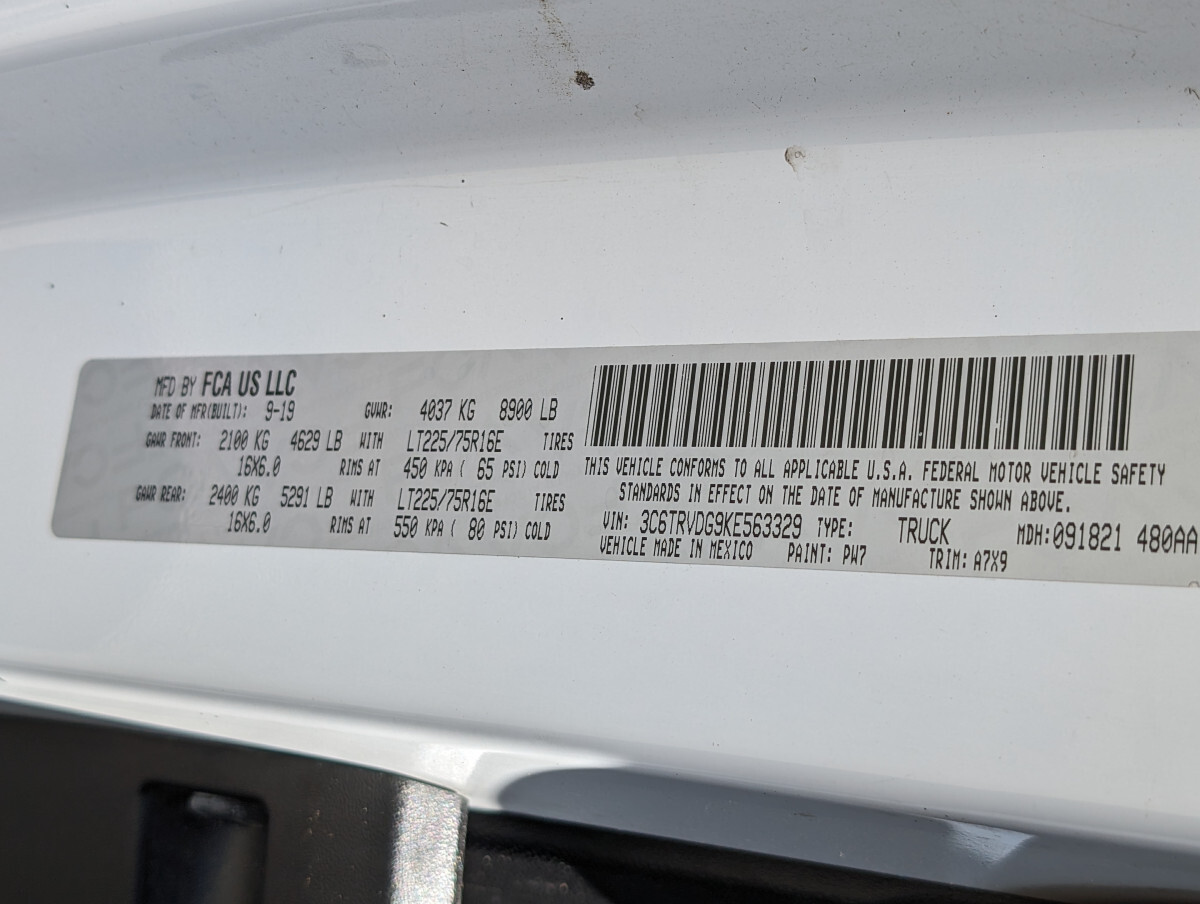 MFD BY FCA US LLC
DATE OF MFR(BUILT): 9-19 GVWR: 4037 KG 8900 LB
GAWR FRONT: 2100 KG 4629 LB WITH LT225/75R16E TIRES
16X6.0 RIMS AT 450 KPA ( 65 PSI) COLD
GAWR REAR: 2400 KG 5291 LB WITH LT225/75R16E TIRES
16X6.0 RIMS AT 550 KPA ( 80 PSI) COLD
THIS VEHICLE CONFORMS TO ALL APPLICABLE U.S.A. FEDERAL MOTOR VEHICLE SAFETY
STANDARDS IN EFFECT ON THE DATE OF MANUFACTURE SHOWN ABOVE.
VIN: 3C6TRVDG9KE563329 TYPE: TRUCK MDH:091821 480AA
VEHICLE MADE IN MEXICO PAINT: PW7 TRIM: A7X9